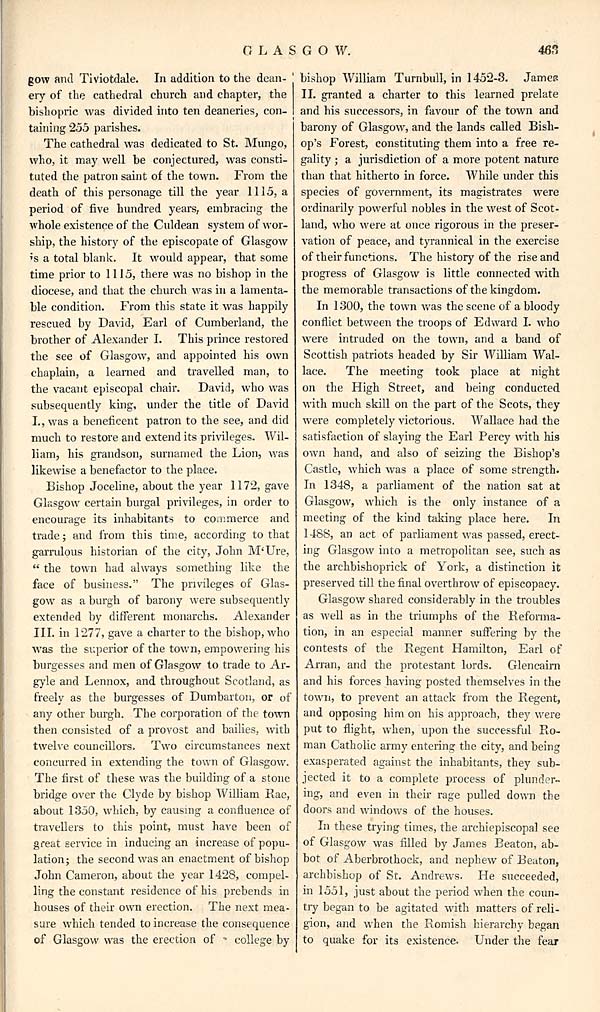 GLASGOW.
463
gow and Tiviotdale. In addition to the dean-
ery of the cathedral church and chapter, the
bishopric was divided into ten deaneries, con-
taining 255 parishes.
The cathedral was dedicated to St. Mungo,
who, it may well be conjectured, was consti-
tuted the patron saint of the town. From the
death of this personage till the year 1115, a
period of five hundred years, embracing the
whole existence of the Culdean system of wor-
ship, the history of the episcopate of Glasgow
is a total blank. It would appear, that some
time prior to 1115, there was no bishop in the
diocese, and that the church was in a lamenta-
ble condition. From this state it was happily
rescued by David, Earl of Cumberland, the
brother of Alexander I. This prince restored
the see of Glasgow, and appointed his own
chaplain, a learned and travelled man, to
the vacant episcopal chair. David, who was
subsequently king, under the title of David
I., was a beneficent patron to the see, and did
much to restore and extend its privileges. Wil-
liam, his grandson, surnamed the Lion, was
likewise a benefactor to the place.
Bishop Joceline, about the year 1172, gave
Glasgow certain burgal privileges, in order to
encourage its inhabitants to commerce and
trade; and from this time, according to that
garrulous historian of the city, John M'Ure,
" the town had always something like the
face of business." The privileges of Glas-
gow as a burgh of barony were subsequently
extended by different monarchs. Alexander
III. in 1277, gave a charter to the bishop, who
was the superior of the town, empowering his
burgesses and men of Glasgow to trade to Ar-
gyle and Lennox, and throughout Scotland, as
freely as the burgesses of Dumbarton, or of
any other burgh. The corporation of the town
then consisted of a provost and bailies, with
twelve councillors. Two circumstances next
concurred in extending the town of Glasgow.
The first of these was the building of a stone
bridge over the Clyde by bishop William Rae,
about 1350, which, by causing a confluence of
travellers to this point, must have been of
great service in inducing an increase of popu-
lation; the second was an enactment of bishop
John Cameron, about the year 1428, compel-
ling the constant residence of his prebends in
houses of their own erection. The next mea-
sure which tended to increase the consequence
of Glasgow was the erection of college by
bishop William Turnbull, in 1452-3. James
II. granted a charter to this learned prelate
and his successors, in favour of the town and
barony of Glasgow, and the lands called Bish-
op's Forest, constituting them into a free re-
gality; a jurisdiction of a more potent nature
than that hitherto in force. While under this
species of government, its magistrates were
ordinarily powerful nobles in the west of Scot-
land, who were at once rigorous in the preser-
vation of peace, and tyrannical in the exercise
of their functions. The history of the rise and
progress of Glasgow is little connected with
the memorable transactions of the kingdom.
In 1300, the town was the scene of a bloody
conflict between the troops of Edward I. who
were intruded on the town, and a band of
Scottish patriots headed by Sir William Wal-
lace. The meeting took place at night
on the High Street, and being conducted
with much skill on the part of the Scots, they
were completely victorious. Wallace had the
satisfaction of slaying the Earl Percy with his
own hand, and also of seizing the Bishop's
Castle, which was a place of some strength.
In 1348, a parliament of the nation sat at
Glasgow, which is the only instance of a
meeting of the kind taking place here. In
1488, an act of parliament was passed, erect-
ing Glasgow into a metropolitan see, such as
the archbishoprick of York, a distinction it
preserved till the final overthrow of episcopacy.
Glasgow shared considerably in the troubles
as well as in the triumphs of the Reforma-
tion, in an especial manner suffering by the
contests of the Regent Hamilton, Earl of
Arran, and the protestant lords. Glencairn
and his forces having posted themselves in the
town, to prevent an attack from the Regent,
and opposing him on his approach, they were
put to flight, when, upon the successful Ro-
man Catholic army entering the city, and being
exasperated against the inhabitants, they sub-
jected it to a complete process of plunder-
ing, and even in their rage pulled down the
doors and windows of the houses.
In these trying times, the archiepiscopal see
of Glasgow was filled by James Beaton, ab-
bot of Aberbrothock, and nephew of Beaton,
archbishop of St. Andrews. He succeeded,
in 1551, just about the period when the coun-
try began to be agitated with matters of reli-
gion, and when the Romish hierarchy began
to quake for its existence. Under the fear